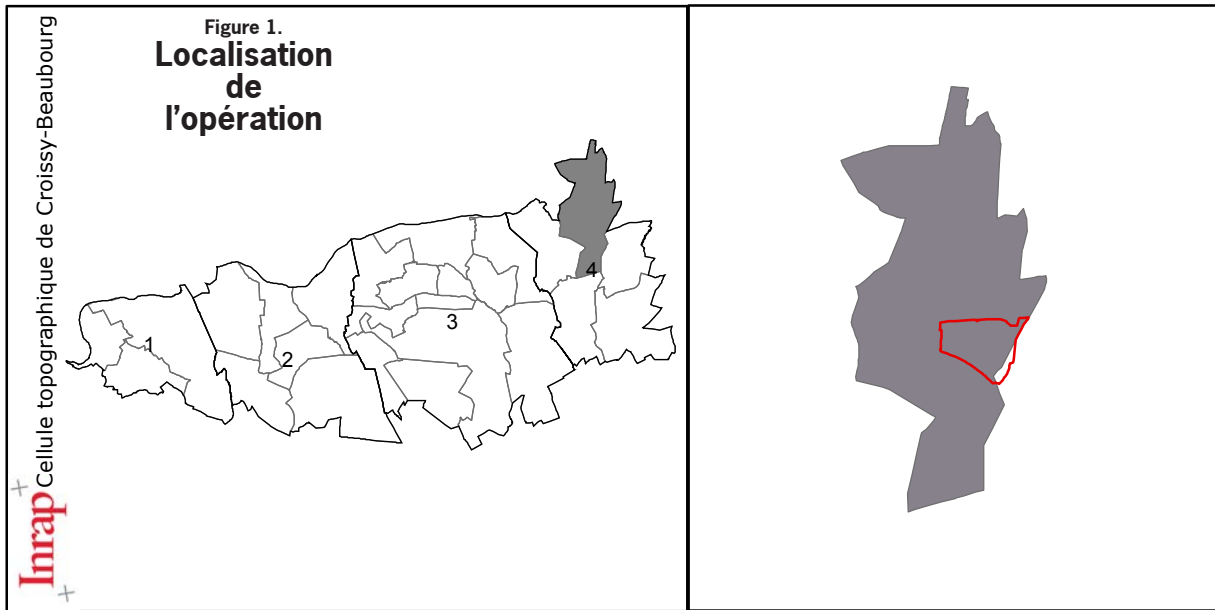 Figure 1.
Localisation
de
l'opération
Cellule topographique de Croissy-Beaubourg
Inrap
1
2
3
4